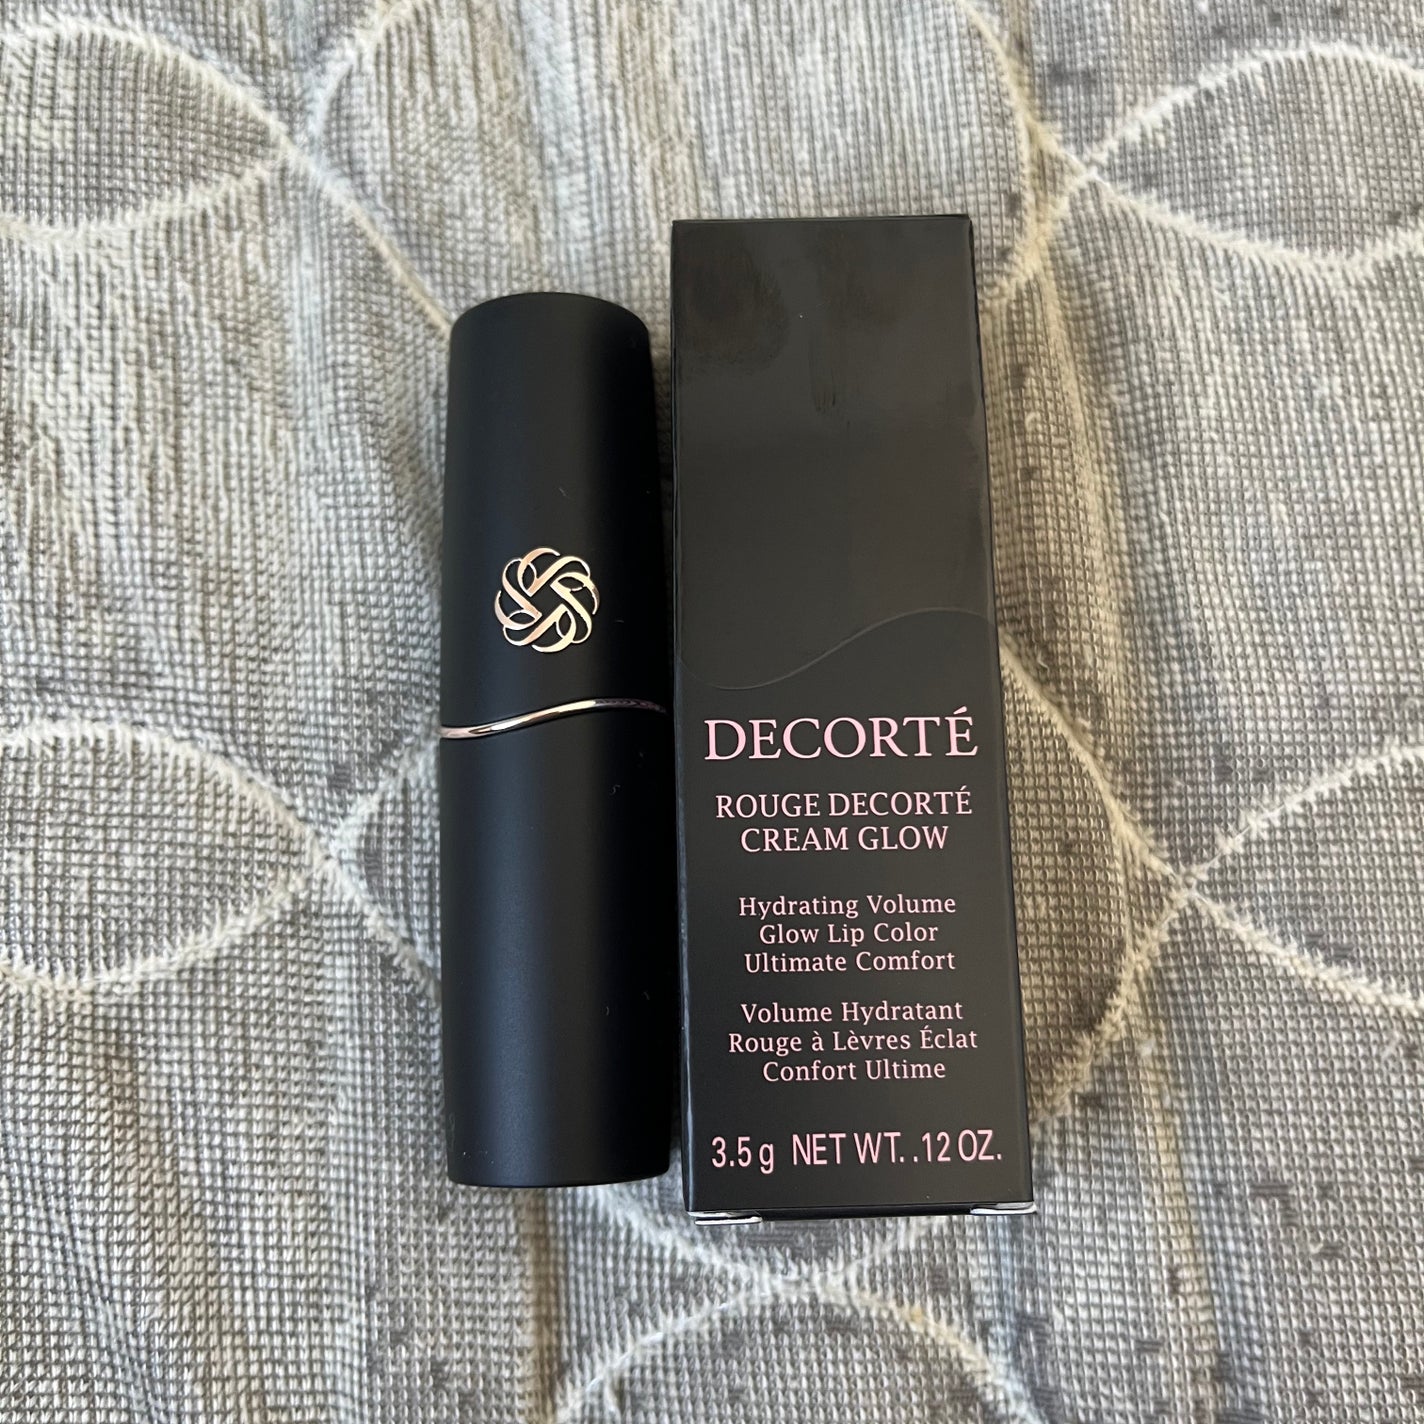 DECORTÉ
ROUGE DECORTÉ
CREAM GLOW
Hydrating Volume
Glow Lip Color
Ultimate Comfort
Volume Hydratant
Rouge à Lèvres Éclat
Confort Ultime
3.5 g NET WT. .12 OZ.